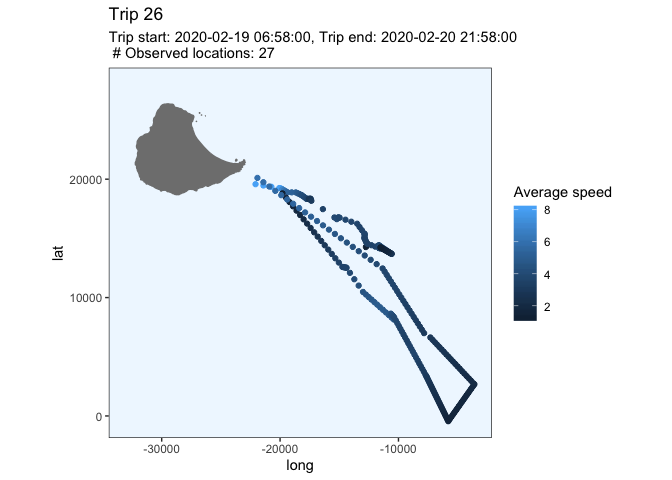 Trip 26
Trip start: 2020-02-19 06:58:00, Trip end: 2020-02-20 21:58:00
# Observed locations: 27
20000
10000
0
lat
-30000
-20000
-10000
long
Average speed
8
6
4
2